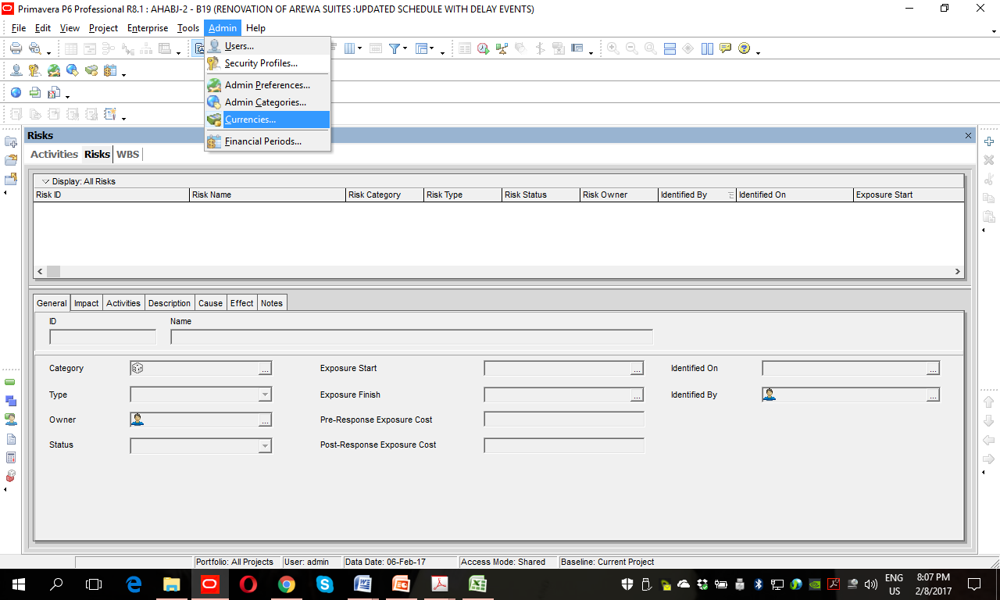 Primavera P6 Professional R8.1 : AHABJ-2 - B19 (RENOVATION OF AREWA SUITES :UPDATED SCHEDULE WITH DELAY EVENTS)
File Edit View Project Enterprise Tools Admin Help
Users...
Security Profiles...
Admin Preferences...
Admin Categories...
Currencies...
Financial Periods...
Risks
Activities Risks WBS
Display: All Risks
Risk ID Risk Name Risk Category Risk Type Risk Status Risk Owner Identified By Identified On Exposure Start
General Impact Activities Description Cause Effect Notes
ID Name
Category ... Exposure Start ... Identified On ...
Type Exposure Finish ... Identified By ...
Owner ... Pre-Response Exposure Cost
Status Post-Response Exposure Cost
Portfolio: All Projects User: admin Data Date: 06-Feb-17 Access Mode: Shared Baseline: Current Project
ENG 8:07 PM
US 2/8/2017